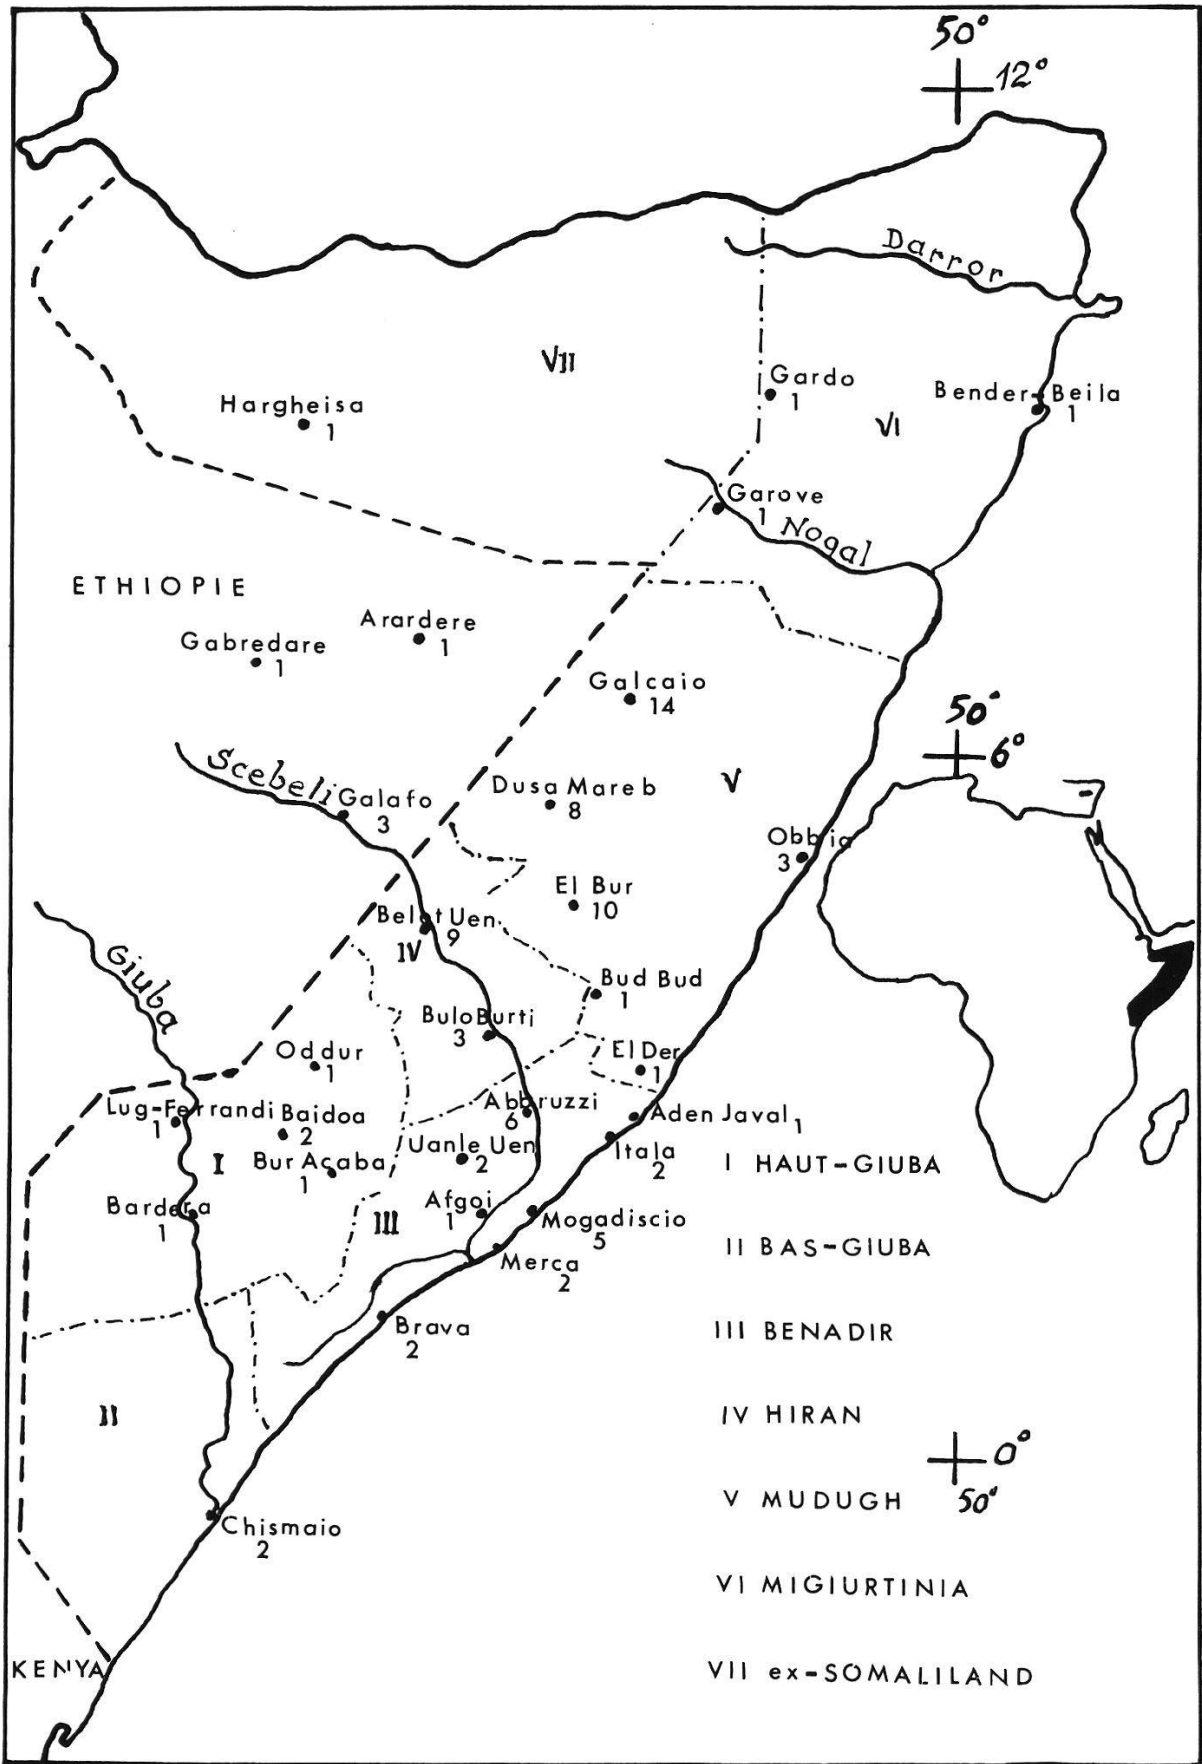 50°
12°
Darror
VII
Gardo
1
Bender-Beila
1
Hargheisa
1
VI
Garove
1
Nogal
ETHIOPIE
Arardere
1
Gabredare
1
Galcaio
14
50°
6°
Scebeli
Galafo
3
Dusa Mareb
8
V
Obbia
3
El Bur
10
Belet Uen
9
IV
Giuba
Bud Bud
1
Bulo Burti
3
Oddur
1
El Der
1
Lug-Ferrandi
1
Baidoa
2
Abbruzzi
6
Aden Javal
1
Uanle Uen
2
Itala
2
I
Bur Acaba
1
I HAUT-GIUBA
Bardera
1
Afgoi
1
III
Mogadiscio
5
II BAS-GIUBA
Merca
2
Brava
2
III BENADIR
II
IV HIRAN
0°
50°
V MUDUGH
Chismaio
2
VI MIGIURTINIA
KENYA
VII ex-SOMALILAND